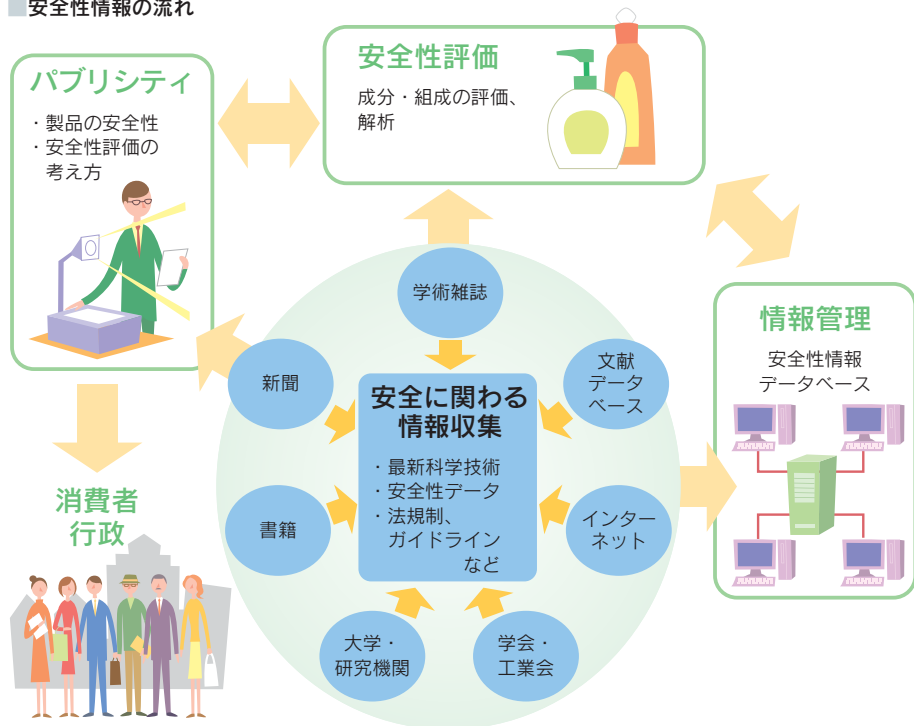 安全性情報の流れ
パブリシティ
・製品の安全性
・安全性評価の
考え方
安全性評価
成分・組成の評価、
解析
情報管理
安全性情報
データベース
学術雑誌
新聞
文献
データ
ベース
安全に関わる
情報収集
・最新科学技術
・安全性データ
・法規制、
ガイドライン
など
書籍
インター
ネット
大学・
研究機関
学会・
工業会
消費者
行政